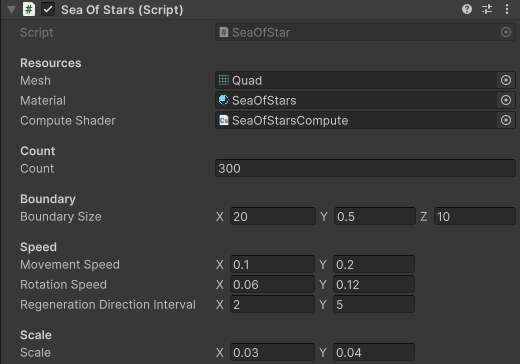 Sea Of Stars (Script)
Script SeaOfStar
Resources
Mesh Quad
Material SeaOfStars
Compute Shader SeaOfStarsCompute
Count
Count 300
Boundary
Boundary Size X 20 Y 0.5 Z 10
Speed
Movement Speed X 0.1 Y 0.2
Rotation Speed X 0.06 Y 0.12
Regeneration Direction Interval X 2 Y 5
Scale
Scale X 0.03 Y 0.04